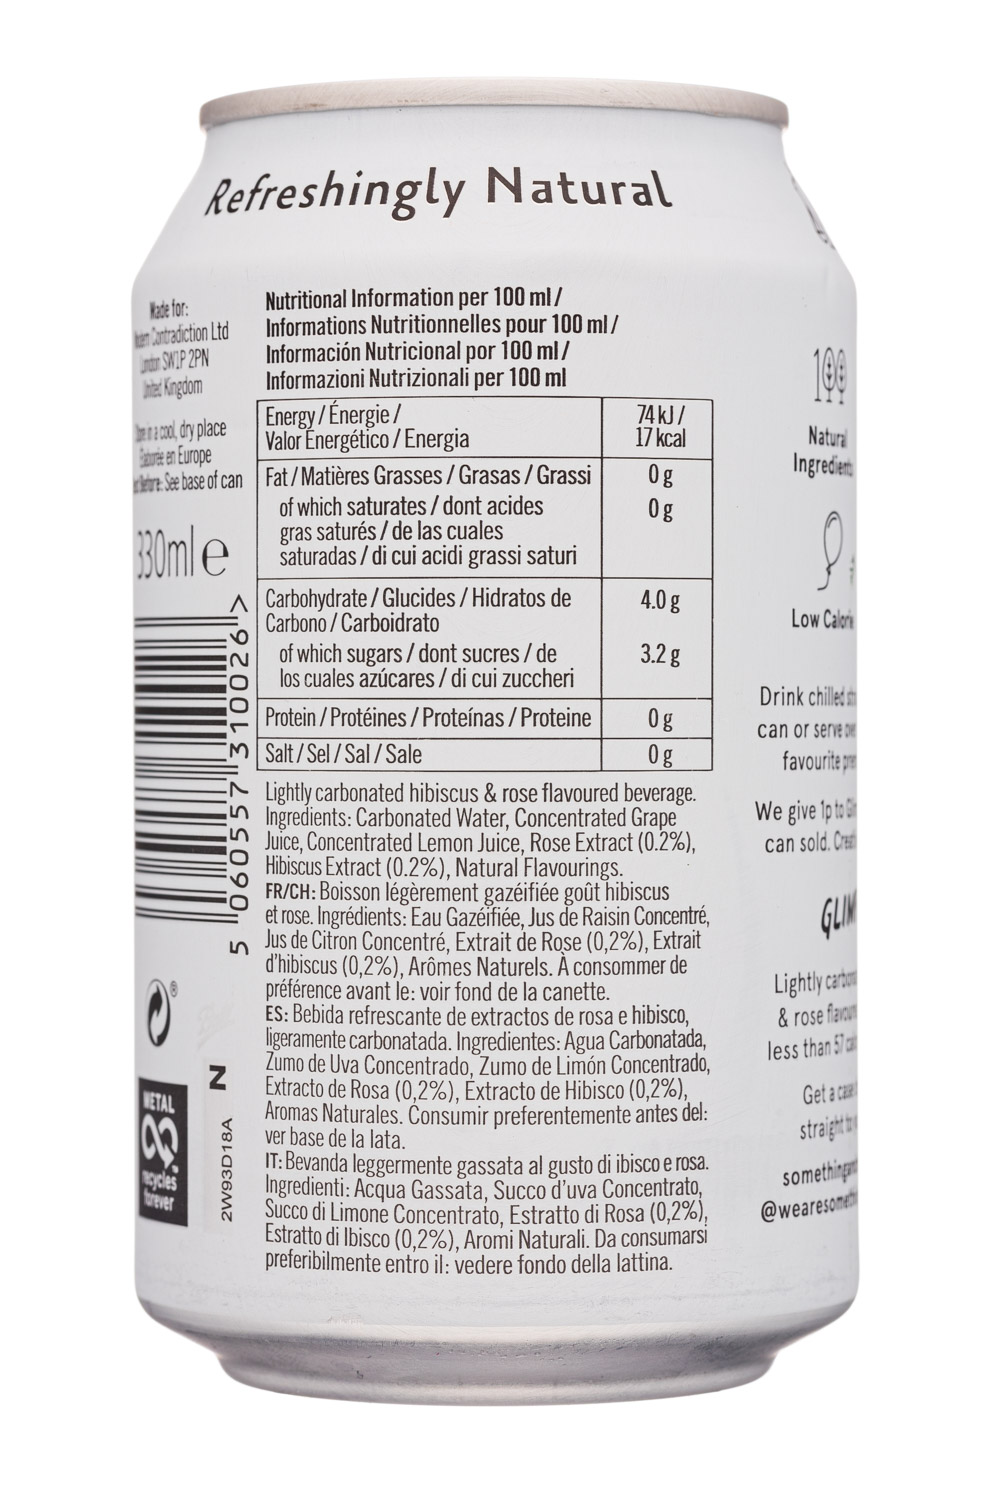 Refreshingly Natural
Made for:
Contradiction Ltd
London SW1P 2PN
United Kingdom
in a cool, dry place
Élaborée en Europe
Before: See base of can
330ml e
5 060557 310026 >
®
METAL
recycles
forever
™
N
2W93D18A
Nutritional Information per 100 ml /
Informations Nutritionnelles pour 100 ml /
Información Nutricional por 100 ml /
Informazioni Nutrizionali per 100 ml
Energy / Énergie / 74 kJ /
Valor Energético / Energia 17 kcal
Fat / Matières Grasses / Grasas / Grassi 0 g
of which saturates / dont acides 0 g
gras saturés / de las cuales
saturadas / di cui acidi grassi saturi
Carbohydrate / Glucides / Hidratos de 4.0 g
Carbono / Carboidrato
of which sugars / dont sucres / de 3.2 g
los cuales azúcares / di cui zuccheri
Protein / Protéines / Proteínas / Proteine 0 g
Salt / Sel / Sal / Sale 0 g
Lightly carbonated hibiscus & rose flavoured beverage.
Ingredients: Carbonated Water, Concentrated Grape
Juice, Concentrated Lemon Juice, Rose Extract (0.2%),
Hibiscus Extract (0.2%), Natural Flavourings.
FR/CH: Boisson légèrement gazéifiée goût hibiscus
et rose. Ingrédients: Eau Gazéifiée, Jus de Raisin Concentré,
Jus de Citron Concentré, Extrait de Rose (0,2%), Extrait
d'hibiscus (0,2%), Arômes Naturels. À consommer de
préférence avant le: voir fond de la canette.
ES: Bebida refrescante de extractos de rosa e hibisco,
ligeramente carbonatada. Ingredientes: Agua Carbonatada,
Zumo de Uva Concentrado, Zumo de Limón Concentrado,
Extracto de Rosa (0,2%), Extracto de Hibisco (0,2%),
Aromas Naturales. Consumir preferentemente antes del:
ver base de la lata.
IT: Bevanda leggermente gassata al gusto di ibisco e rosa.
Ingredienti: Acqua Gassata, Succo d'uva Concentrato,
Succo di Limone Concentrato, Estratto di Rosa (0,2%),
Estratto di Ibisco (0,2%), Aromi Naturali. Da consumarsi
preferibilmente entro il: vedere fondo della lattina.
100
Natural
Ingredients
Low Calorie
Drink chilled
can or serve over
favourite
We give 1p to
can sold.
Lightly
& rose
less than 57
Get a case
straight to